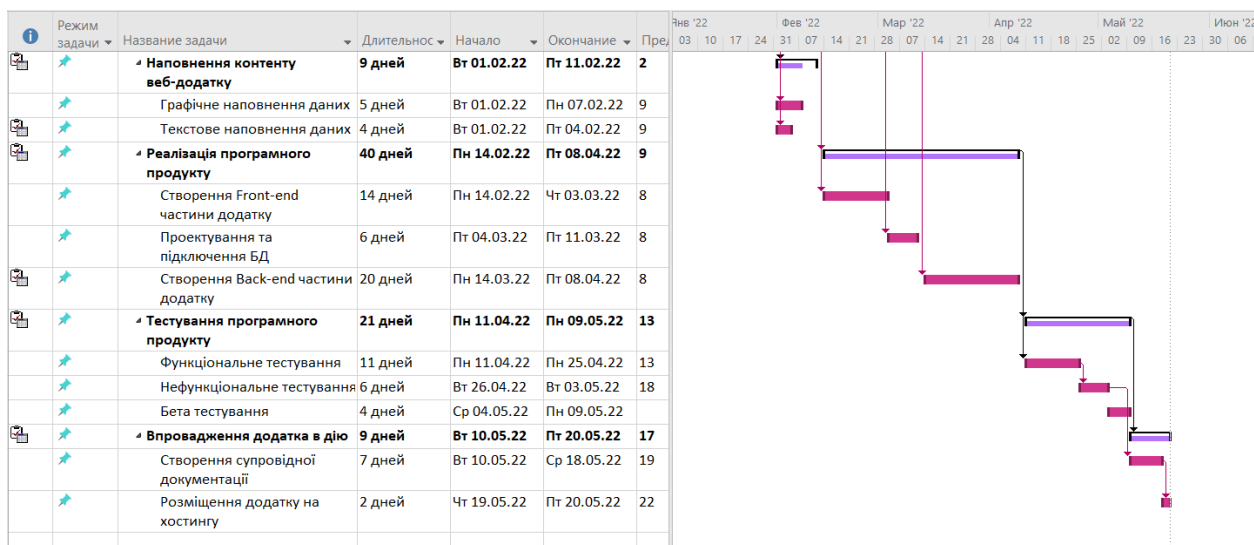 Янв '22 Фев '22 Мар '22 Апр '22 Май '22 Июн '22
Режим
задачи Название задачи Длительнос Начало Окончание Пред 03 10 17 24 31 07 14 21 28 07 14 21 28 04 11 18 25 02 09 16 23 30 06
Наповнення контенту 9 дней Вт 01.02.22 Пт 11.02.22 2
веб-додатку
Графічне наповнення даних 5 дней Вт 01.02.22 Пн 07.02.22 9
Текстове наповнення даних 4 дней Вт 01.02.22 Пт 04.02.22 9
Реалізація програмного 40 дней Пн 14.02.22 Пт 08.04.22 9
продукту
Створення Front-end 14 дней Пн 14.02.22 Чт 03.03.22 8
частини додатку
Проектування та 6 дней Пт 04.03.22 Пт 11.03.22 8
підключення БД
Створення Back-end частини 20 дней Пн 14.03.22 Пт 08.04.22 8
додатку
Тестування програмного 21 дней Пн 11.04.22 Пн 09.05.22 13
продукту
Функціональне тестування 11 дней Пн 11.04.22 Пн 25.04.22 13
Нефункціональне тестування 6 дней Вт 26.04.22 Вт 03.05.22 18
Бета тестування 4 дней Ср 04.05.22 Пн 09.05.22
Впровадження додатка в дію 9 дней Вт 10.05.22 Пт 20.05.22 17
Створення супровідної 7 дней Вт 10.05.22 Ср 18.05.22 19
документації
Розміщення додатку на 2 дней Чт 19.05.22 Пт 20.05.22 22
хостингу